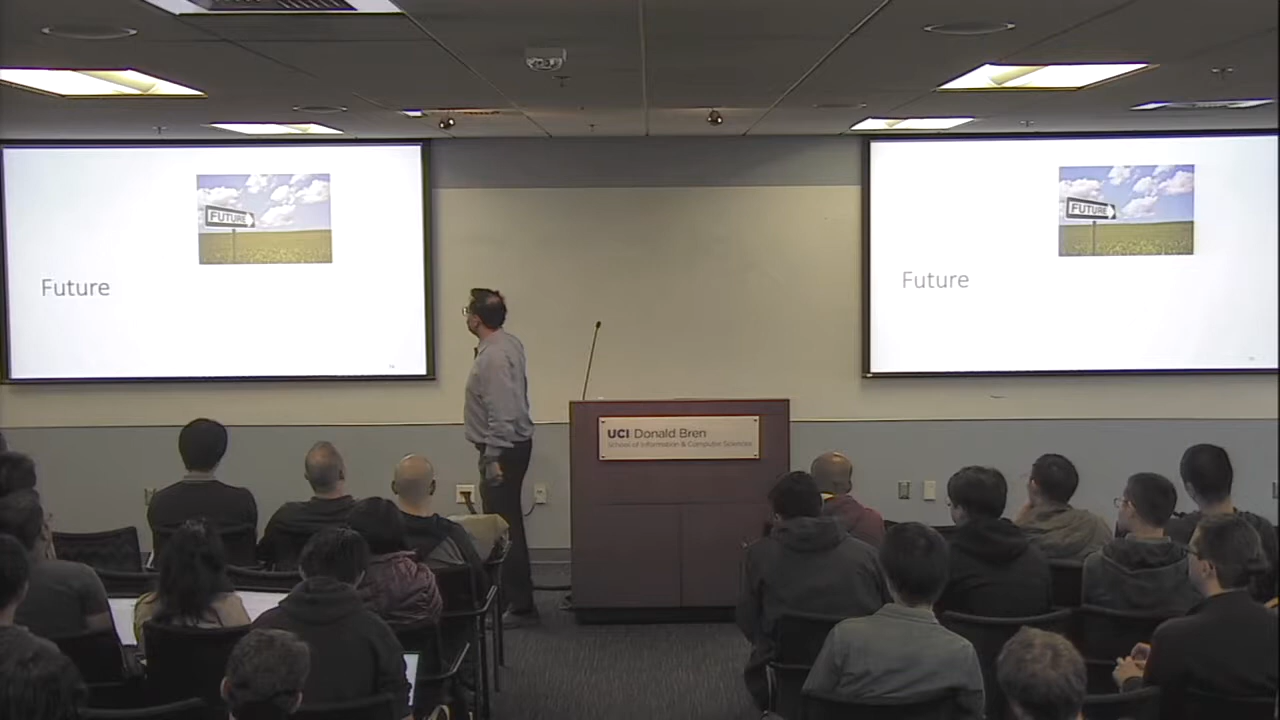 FUTURE
Future
UCI Donald Bren
School of Information & Computer Sciences
FUTURE
Future